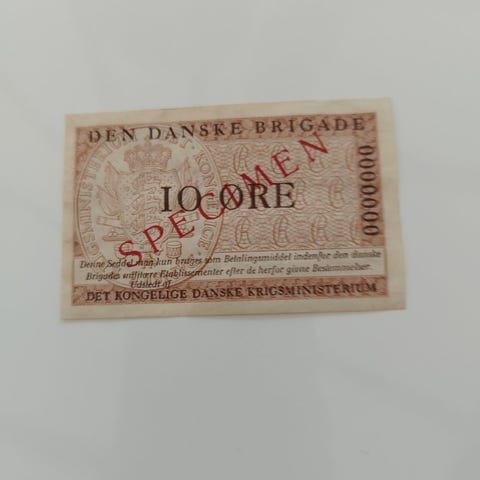 DEN DANSKE BRIGADE
10 ØRE
SPECIMEN
0000000
Denne Seddel man kun bruges som Betalingsmiddel indenfor den danske
Brigades militære Etablissementer efter de herfor givne Bestemmelser.
Udstedt af
DET KONGELIGE DANSKE KRIGSMINISTERIUM